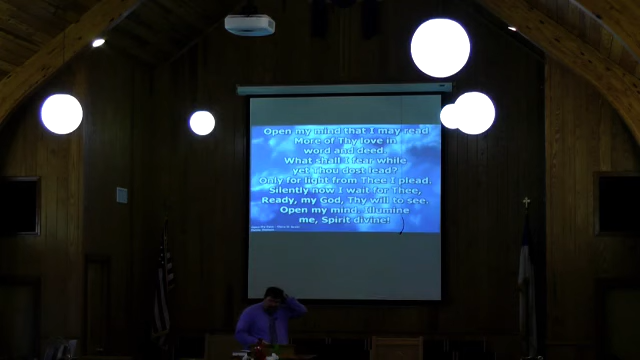 Open my mind that I may read
More of Thy love in
word and deed.
What shall I fear while
yet Thou dost lead?
Only for light from Thee I plead.
Silently now I wait for Thee,
Ready, my God, Thy will to see.
Open my mind. Illumine
me, Spirit divine!